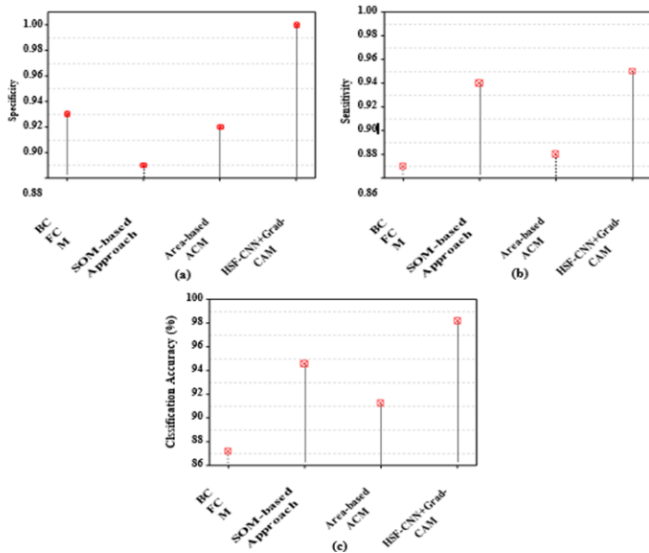 1.00
0.98
0.96
0.94
0.92
0.90
0.88
Specificity
BC
FC
M
SOM-based
Approach
Area-based
ACM
HSF-CNN+Grad-
CAM
(a)
1.00
0.98
0.96
0.94
0.92
0.90
0.88
0.86
Sensitivity
BC
FC
M
SOM-based
Approach
Area-based
ACM
HSF-CNN+Grad-
CAM
(b)
100
98
96
94
92
90
88
86
Clssification Accuracy (%)
BC
FC
M
SOM-based
Approach
Area-based
ACM
HSF-CNN+Grad-
CAM
(c)